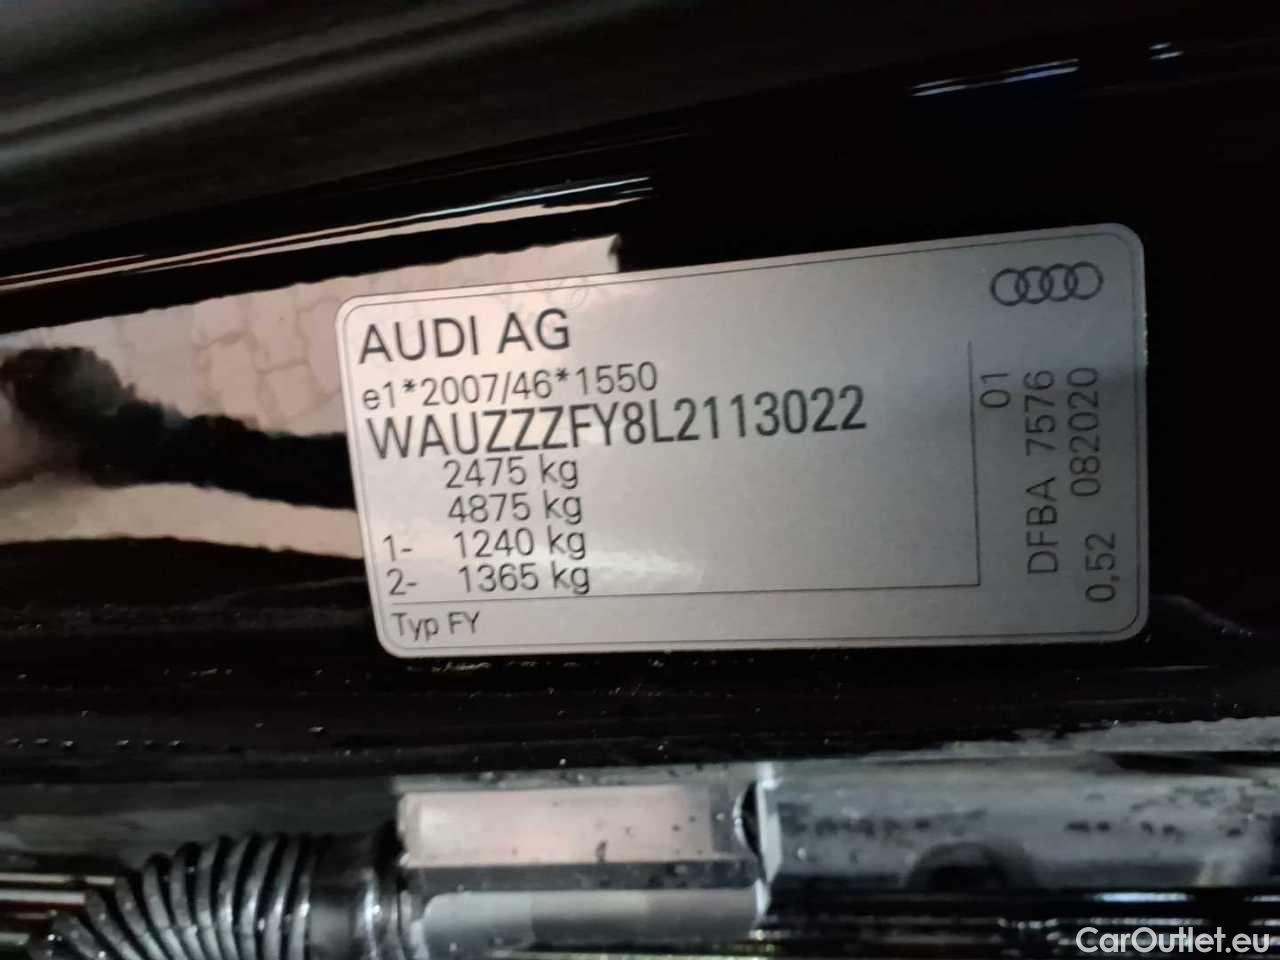 AUDI AG
e1*2007/46*1550
WAUZZZFY8L2113022
2475 kg
4875 kg
1- 1240 kg
2- 1365 kg
Typ FY
01
DFBA 7576
0,52 082020
CarOutlet.eu